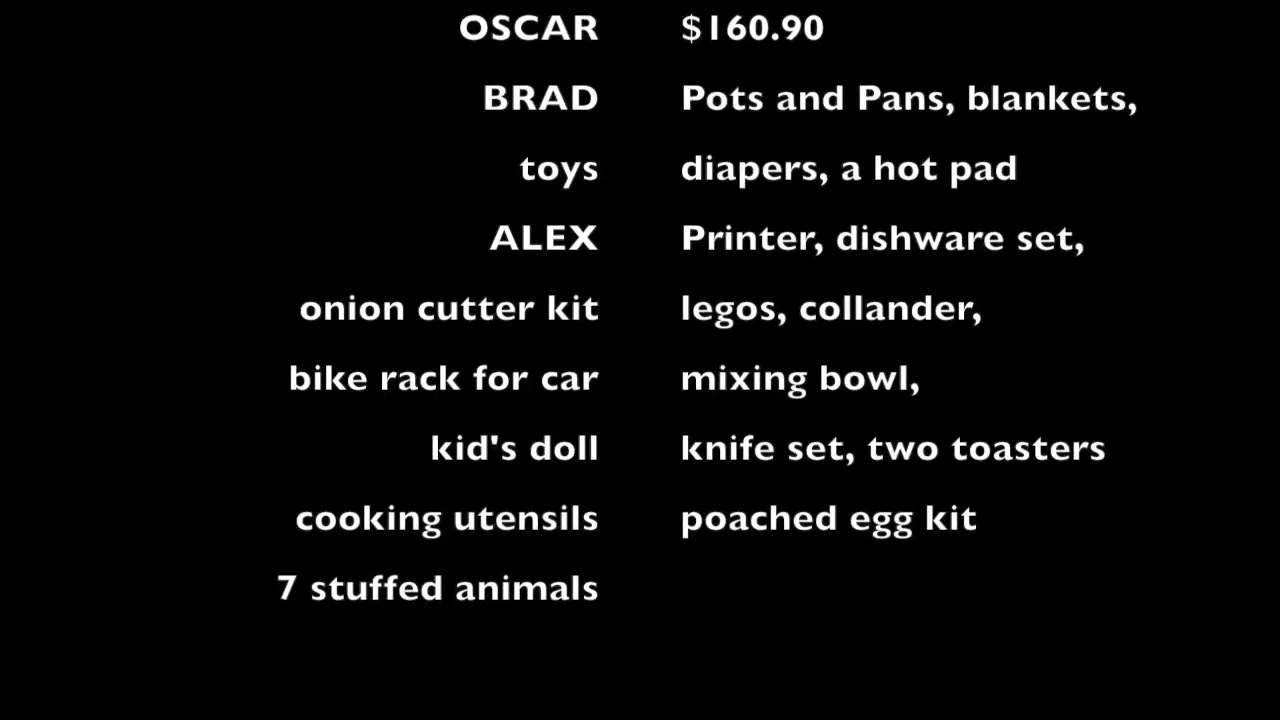 OSCAR $160.90
BRAD Pots and Pans, blankets,
toys diapers, a hot pad
ALEX Printer, dishware set,
onion cutter kit legos, collander,
bike rack for car mixing bowl,
kid's doll knife set, two toasters
cooking utensils poached egg kit
7 stuffed animals